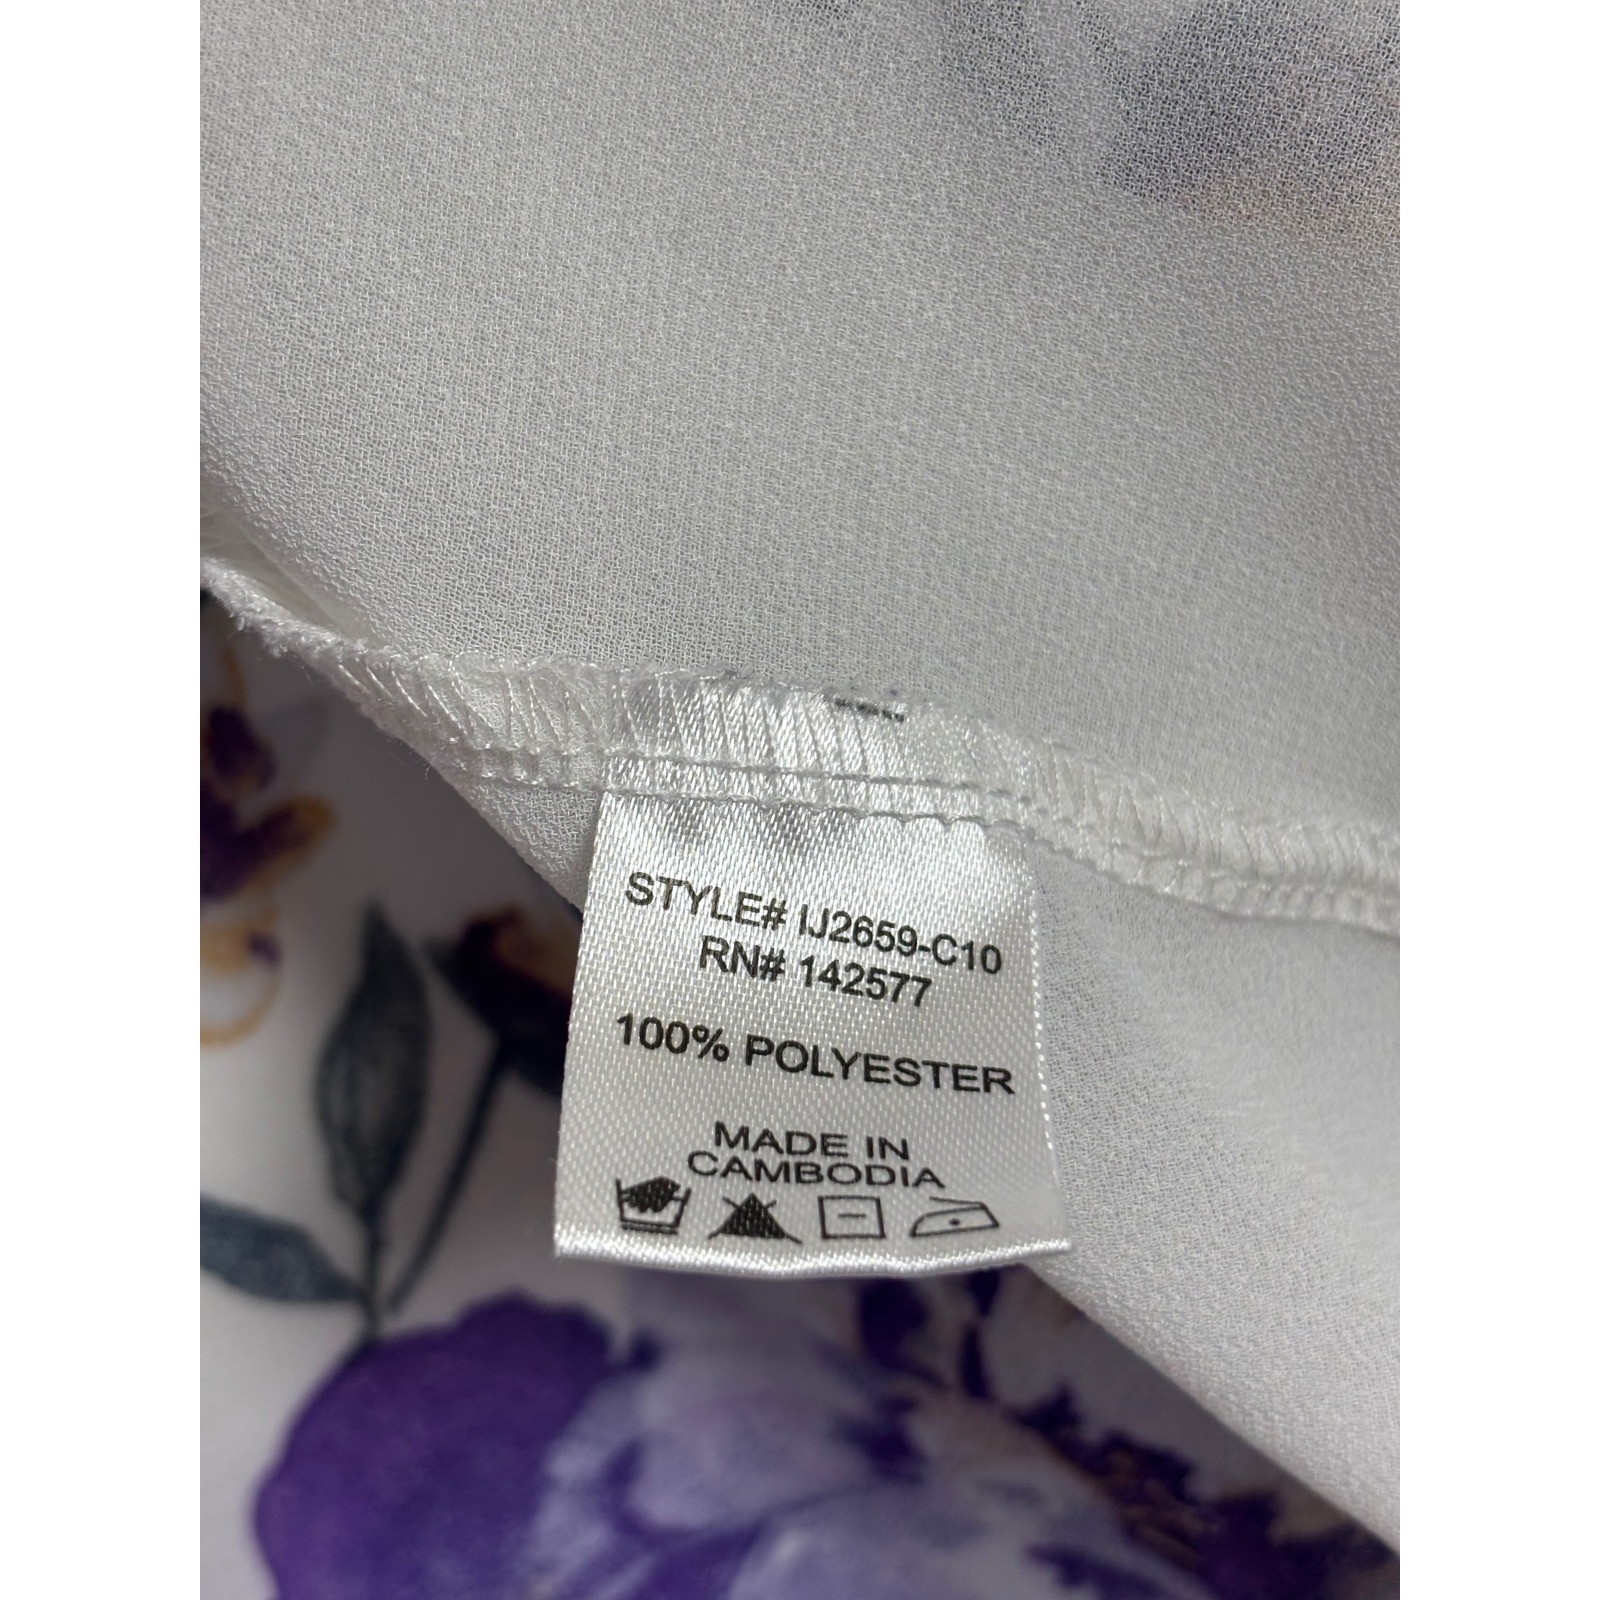 STYLE# IJ2659-C10
RN# 142577
100% POLYESTER
MADE IN
CAMBODIA